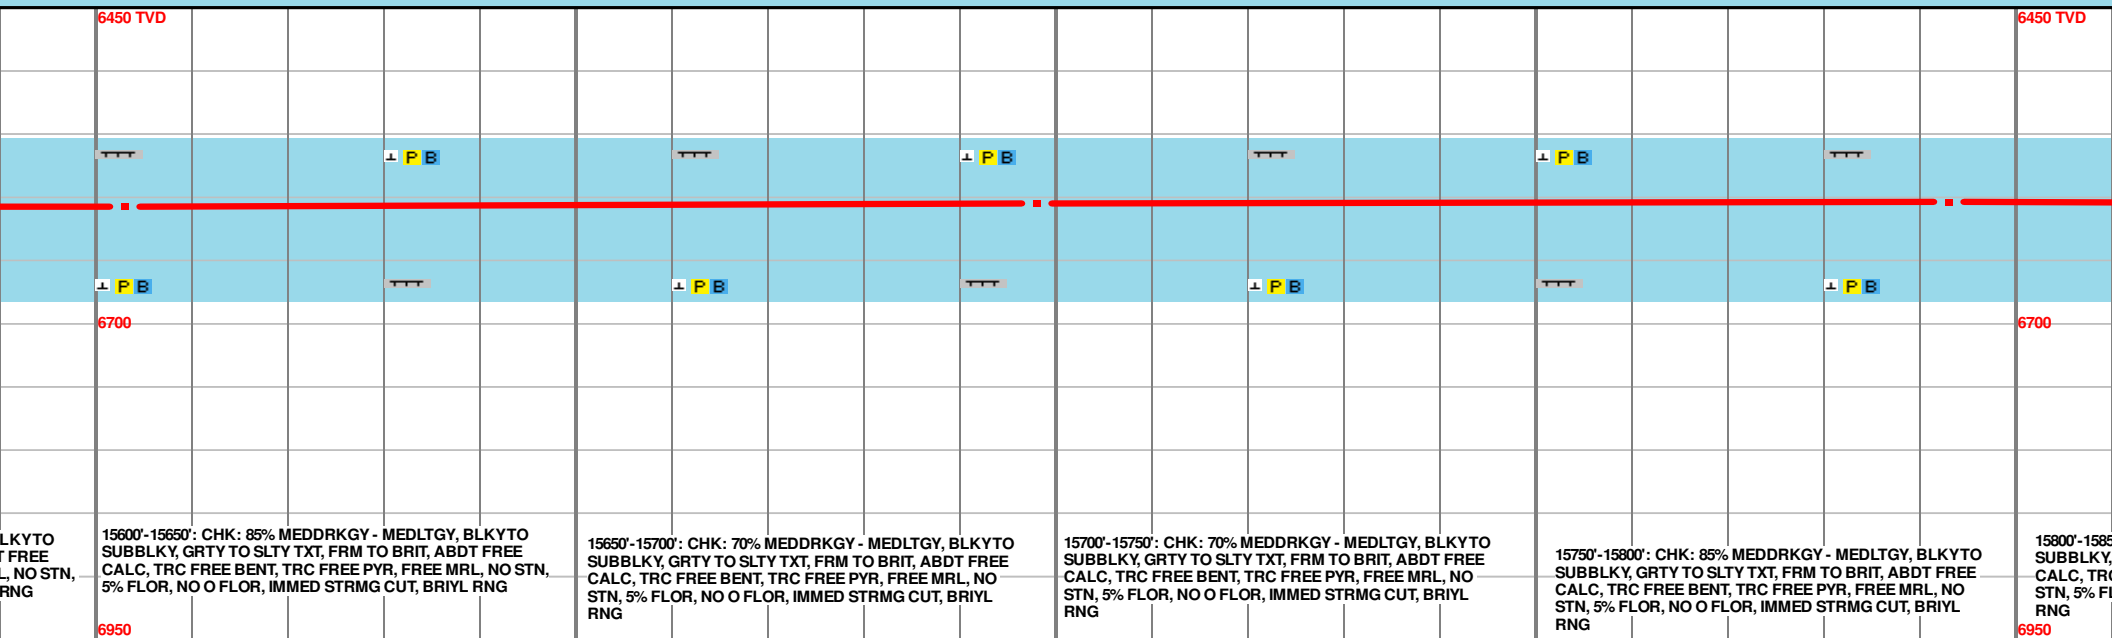 6450 TVD
6450 TVD
⊥ P B
⊥ P B
⊥ P B
⊥ P B
⊥ P B
⊥ P B
⊥ P B
6700
6700
LKYTO
T FREE
L, NO STN,
RNG
15600'-15650': CHK: 85% MEDDRKGY - MEDLTGY, BLKYTO
SUBBLKY, GRTY TO SLTY TXT, FRM TO BRIT, ABDT FREE
CALC, TRC FREE BENT, TRC FREE PYR, FREE MRL, NO STN,
5% FLOR, NO O FLOR, IMMED STRMG CUT, BRIYL RNG
15650'-15700': CHK: 70% MEDDRKGY - MEDLTGY, BLKYTO
SUBBLKY, GRTY TO SLTY TXT, FRM TO BRIT, ABDT FREE
CALC, TRC FREE BENT, TRC FREE PYR, FREE MRL, NO
STN, 5% FLOR, NO O FLOR, IMMED STRMG CUT, BRIYL
RNG
15700'-15750': CHK: 70% MEDDRKGY - MEDLTGY, BLKYTO
SUBBLKY, GRTY TO SLTY TXT, FRM TO BRIT, ABDT FREE
CALC, TRC FREE BENT, TRC FREE PYR, FREE MRL, NO
STN, 5% FLOR, NO O FLOR, IMMED STRMG CUT, BRIYL
RNG
15750'-15800': CHK: 85% MEDDRKGY - MEDLTGY, BLKYTO
SUBBLKY, GRTY TO SLTY TXT, FRM TO BRIT, ABDT FREE
CALC, TRC FREE BENT, TRC FREE PYR, FREE MRL, NO
STN, 5% FLOR, NO O FLOR, IMMED STRMG CUT, BRIYL
RNG
15800'-1585
SUBBLKY,
CALC, TRC
STN, 5% FL
RNG
6950
6950